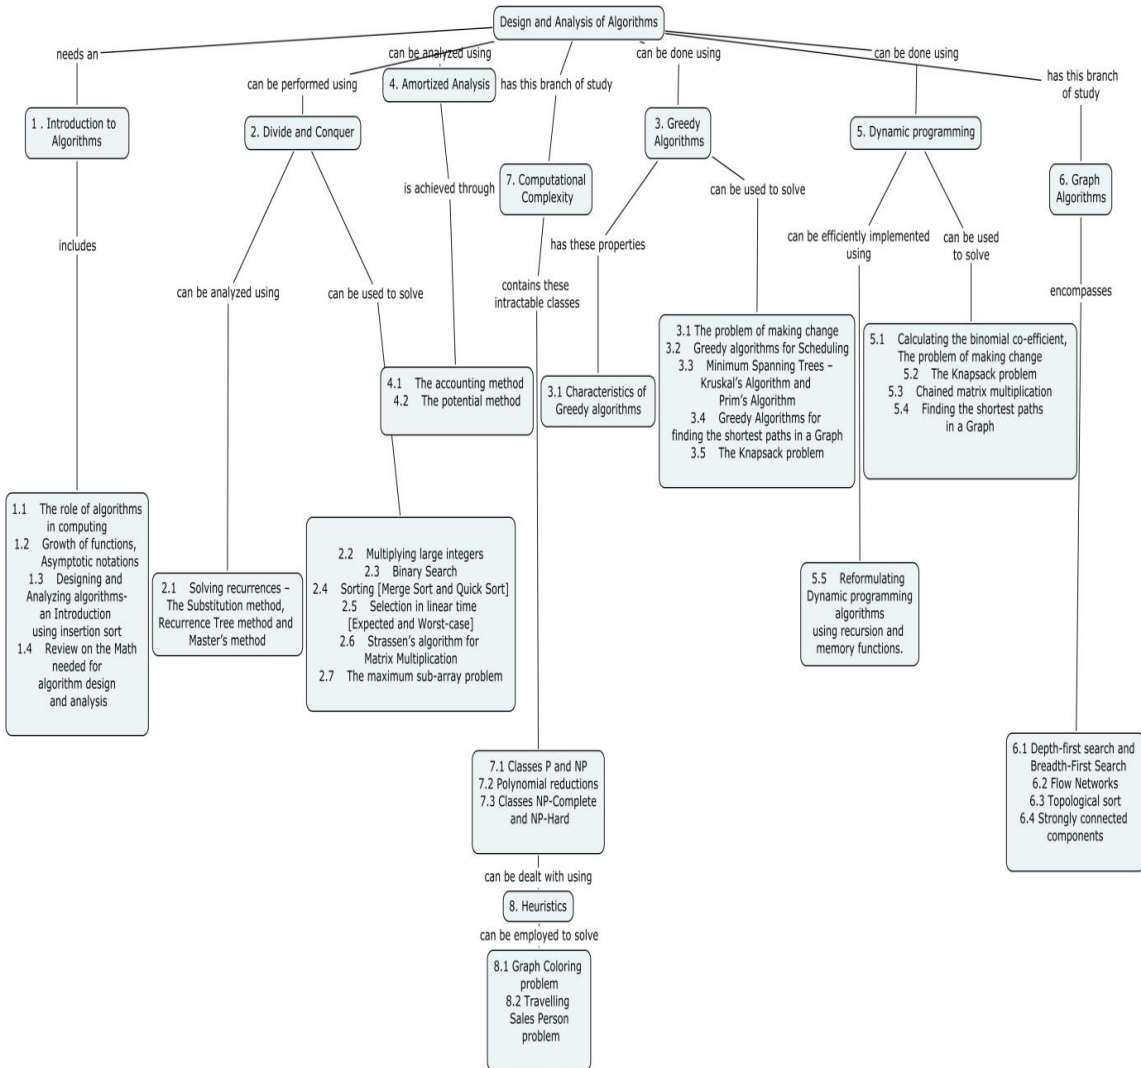 Design and Analysis of Algorithms
needs an
can be analyzed using
can be done using
can be done using
has this branch
of study
can be performed using
4. Amortized Analysis
has this branch of study
1 . Introduction to
Algorithms
2. Divide and Conquer
3. Greedy
Algorithms
5. Dynamic programming
7. Computational
Complexity
6. Graph
Algorithms
is achieved through
can be used to solve
includes
has these properties
can be efficiently implemented
using
can be used
to solve
can be analyzed using
can be used to solve
contains these
intractable classes
encompasses
4.1 The accounting method
4.2 The potential method
3.1 Characteristics of
Greedy algorithms
3.1 The problem of making change
3.2 Greedy algorithms for Scheduling
3.3 Minimum Spanning Trees –
Kruskal's Algorithm and
Prim's Algorithm
3.4 Greedy Algorithms for
finding the shortest paths in a Graph
3.5 The Knapsack problem
5.1 Calculating the binomial co-efficient,
The problem of making change
5.2 The Knapsack problem
5.3 Chained matrix multiplication
5.4 Finding the shortest paths
in a Graph
1.1 The role of algorithms
in computing
1.2 Growth of functions,
Asymptotic notations
1.3 Designing and
Analyzing algorithms-
an Introduction
using insertion sort
1.4 Review on the Math
needed for
algorithm design
and analysis
2.1 Solving recurrences –
The Substitution method,
Recurrence Tree method and
Master's method
2.2 Multiplying large integers
2.3 Binary Search
2.4 Sorting [Merge Sort and Quick Sort]
2.5 Selection in linear time
[Expected and Worst-case]
2.6 Strassen's algorithm for
Matrix Multiplication
2.7 The maximum sub-array problem
5.5 Reformulating
Dynamic programming
algorithms
using recursion and
memory functions.
7.1 Classes P and NP
7.2 Polynomial reductions
7.3 Classes NP-Complete
and NP-Hard
6.1 Depth-first search and
Breadth-First Search
6.2 Flow Networks
6.3 Topological sort
6.4 Strongly connected
components
can be dealt with using
8. Heuristics
can be employed to solve
8.1 Graph Coloring
problem
8.2 Travelling
Sales Person
problem